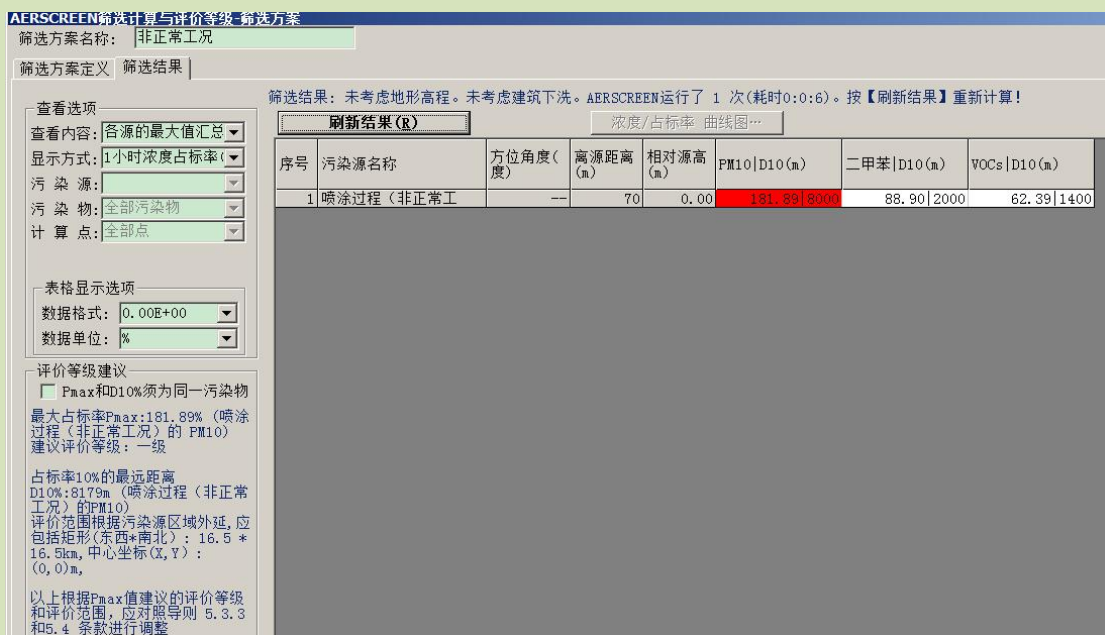 AERSCREEN筛选计算与评价等级-筛选方案
筛选方案名称: 非正常工况
筛选方案定义 筛选结果
筛选结果: 未考虑地形高程。未考虑建筑下洗。AERSCREEN运行了 1 次(耗时0:0:6)。按【刷新结果】重新计算!
刷新结果(R) 浓度/占标率 曲线图…
查看选项
查看内容: 各源的最大值汇总
显示方式: 1小时浓度占标率(
污 染 源:
污 染 物: 全部污染物
计 算 点: 全部点
序号 污染源名称 方位角度(度) 离源距离(m) 相对源高(m) PM10|D10(m) 二甲苯|D10(m) VOCs|D10(m)
1 喷涂过程（非正常工 -- 70 0.00 181.89|8000 88.90|2000 62.39|1400
表格显示选项
数据格式: 0.00E+00
数据单位: %
评价等级建议
Pmax和D10%须为同一污染物
最大占标率Pmax:181.89% (喷涂
过程（非正常工况）的 PM10)
建议评价等级: 一级
占标率10%的最远距离
D10%:8179m (喷涂过程（非正常
工况）的PM10)
评价范围根据污染源区域外延,应
包括矩形(东西*南北): 16.5 *
16.5km,中心坐标(X,Y):
(0,0)m,
以上根据Pmax值建议的评价等级
和评价范围, 应对照导则 5.3.3
和5.4 条款进行调整